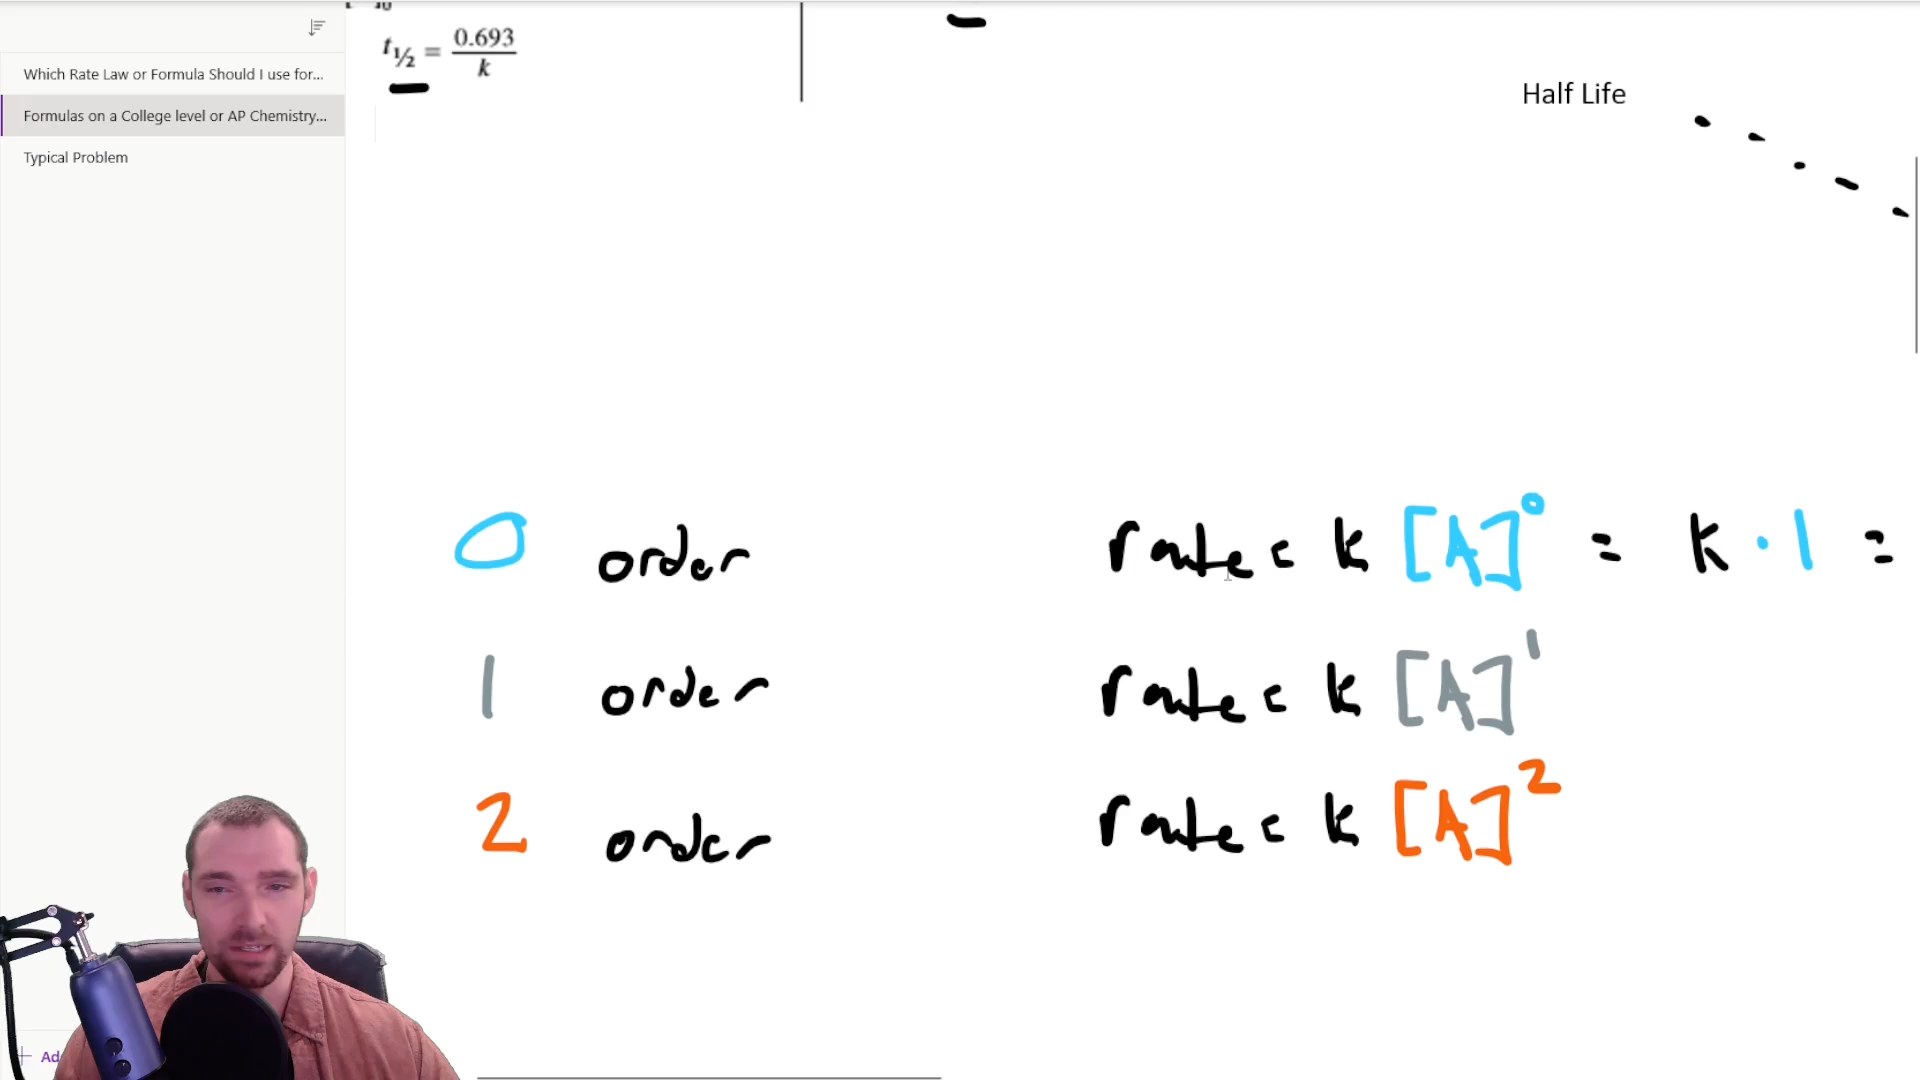 Which Rate Law or Formula Should I use for...
Formulas on a College level or AP Chemistry...
Typical Problem
Ad
t½ = 0.693/k
Half Life
0 order rate = k [A]⁰ = k · 1 =
1 order rate = k [A]¹
2 order rate = k [A]²